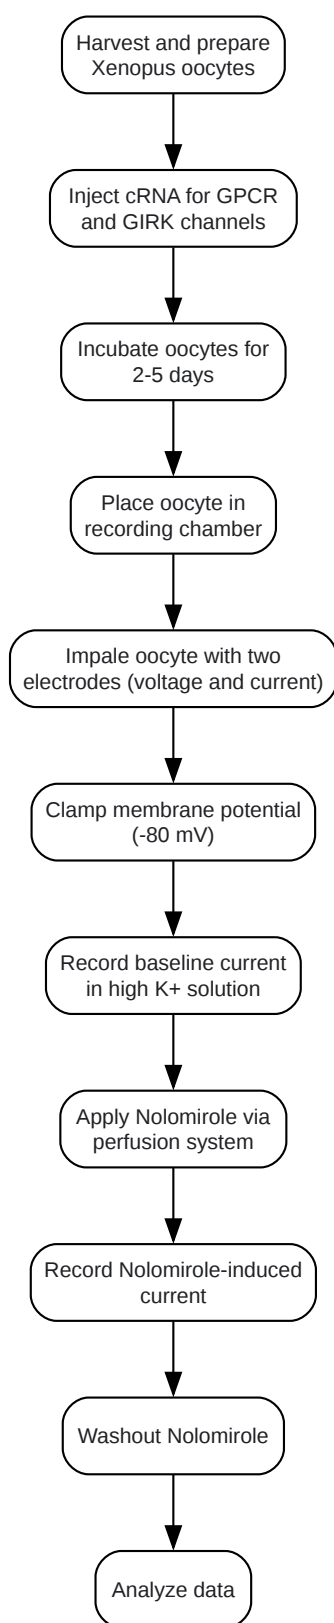 Harvest and prepare
Xenopus oocytes
Inject cRNA for GPCR
and GIRK channels
Incubate oocytes for
2-5 days
Place oocyte in
recording chamber
Impale oocyte with two
electrodes (voltage and current)
Clamp membrane potential
(-80 mV)
Record baseline current
in high K+ solution
Apply Nolomirole via
perfusion system
Record Nolomirole-induced
current
Washout Nolomirole
Analyze data